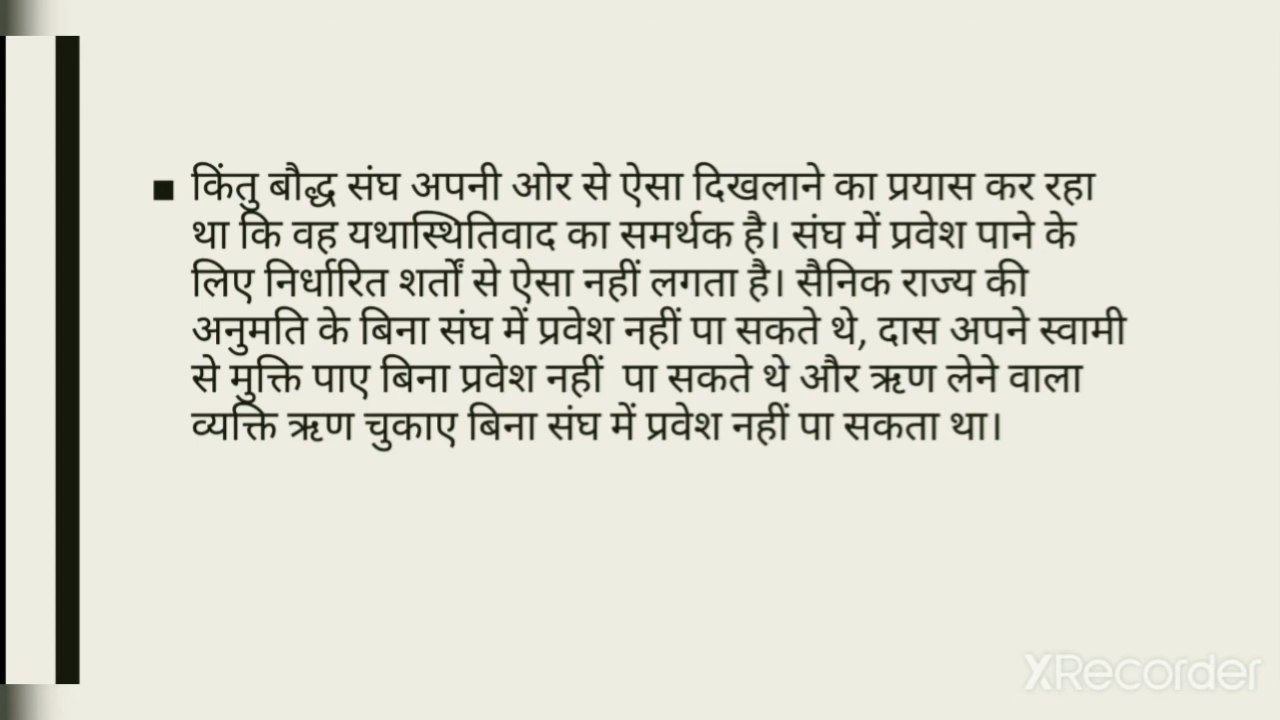 किंतु बौद्ध संघ अपनी ओर से ऐसा दिखलाने का प्रयास कर रहा
था कि वह यथास्थितिवाद का समर्थक है। संघ में प्रवेश पाने के
लिए निर्धारित शर्तों से ऐसा नहीं लगता है। सैनिक राज्य की
अनुमति के बिना संघ में प्रवेश नहीं पा सकते थे, दास अपने स्वामी
से मुक्ति पाए बिना प्रवेश नहीं पा सकते थे और ऋण लेने वाला
व्यक्ति ऋण चुकाए बिना संघ में प्रवेश नहीं पा सकता था।
XRecorder